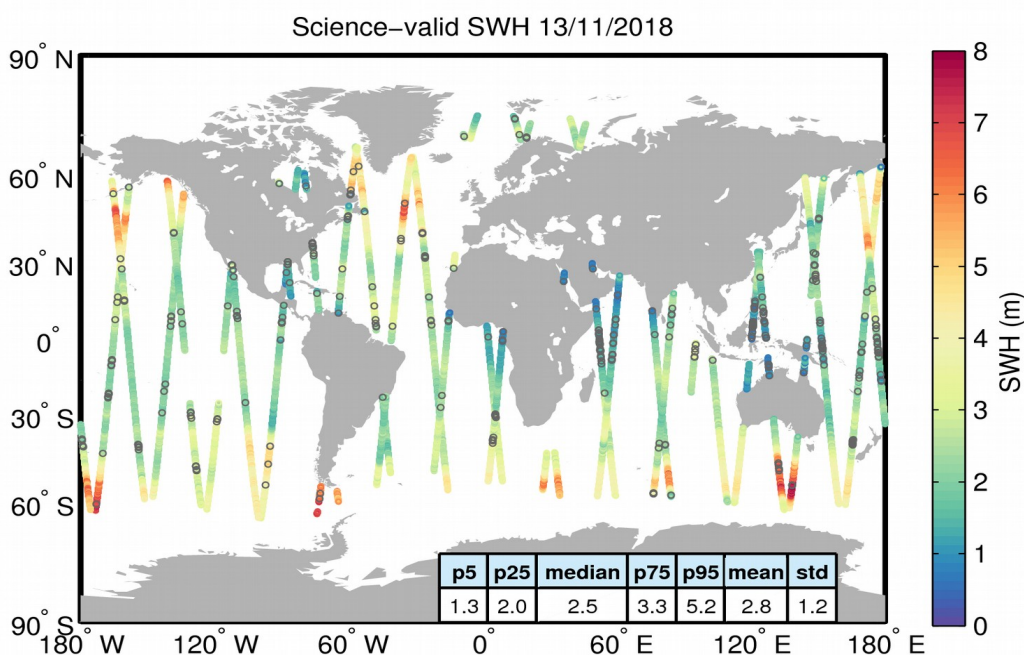 Science−valid SWH 13/11/2018
90° N
60° N
30° N
0°
30° S
60° S
90° S
180° W
120° W
60° W
0°
60° E
120° E
180° E
p5 p25 median p75 p95 mean std
1.3 2.0 2.5 3.3 5.2 2.8 1.2
8
7
6
5
4
3
2
1
0
SWH (m)